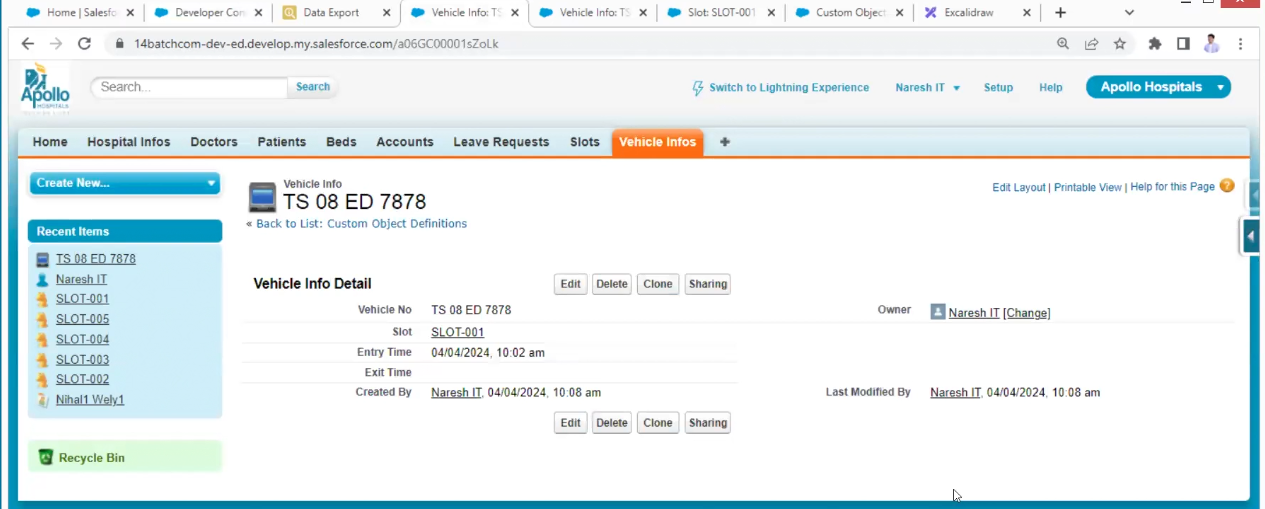 Home | Salesfo
Developer Con
Data Export
Vehicle Info: TS
Vehicle Info: TS
Slot: SLOT-001
Custom Object
Excalidraw
14batchcom-dev-ed.develop.my.salesforce.com/a06GC00001sZoLk
Apollo
HOSPITALS
Search...
Search
Switch to Lightning Experience
Naresh IT
Setup
Help
Apollo Hospitals
Home
Hospital Infos
Doctors
Patients
Beds
Accounts
Leave Requests
Slots
Vehicle Infos
Create New...
Recent Items
TS 08 ED 7878
Naresh IT
SLOT-001
SLOT-005
SLOT-004
SLOT-003
SLOT-002
Nihal1 Wely1
Recycle Bin
Vehicle Info
TS 08 ED 7878
« Back to List: Custom Object Definitions
Edit Layout | Printable View | Help for this Page ?
Vehicle Info Detail
Edit Delete Clone Sharing
Vehicle No TS 08 ED 7878
Owner Naresh IT [Change]
Slot SLOT-001
Entry Time 04/04/2024, 10:02 am
Exit Time
Created By Naresh IT, 04/04/2024, 10:08 am
Last Modified By Naresh IT, 04/04/2024, 10:08 am
Edit Delete Clone Sharing